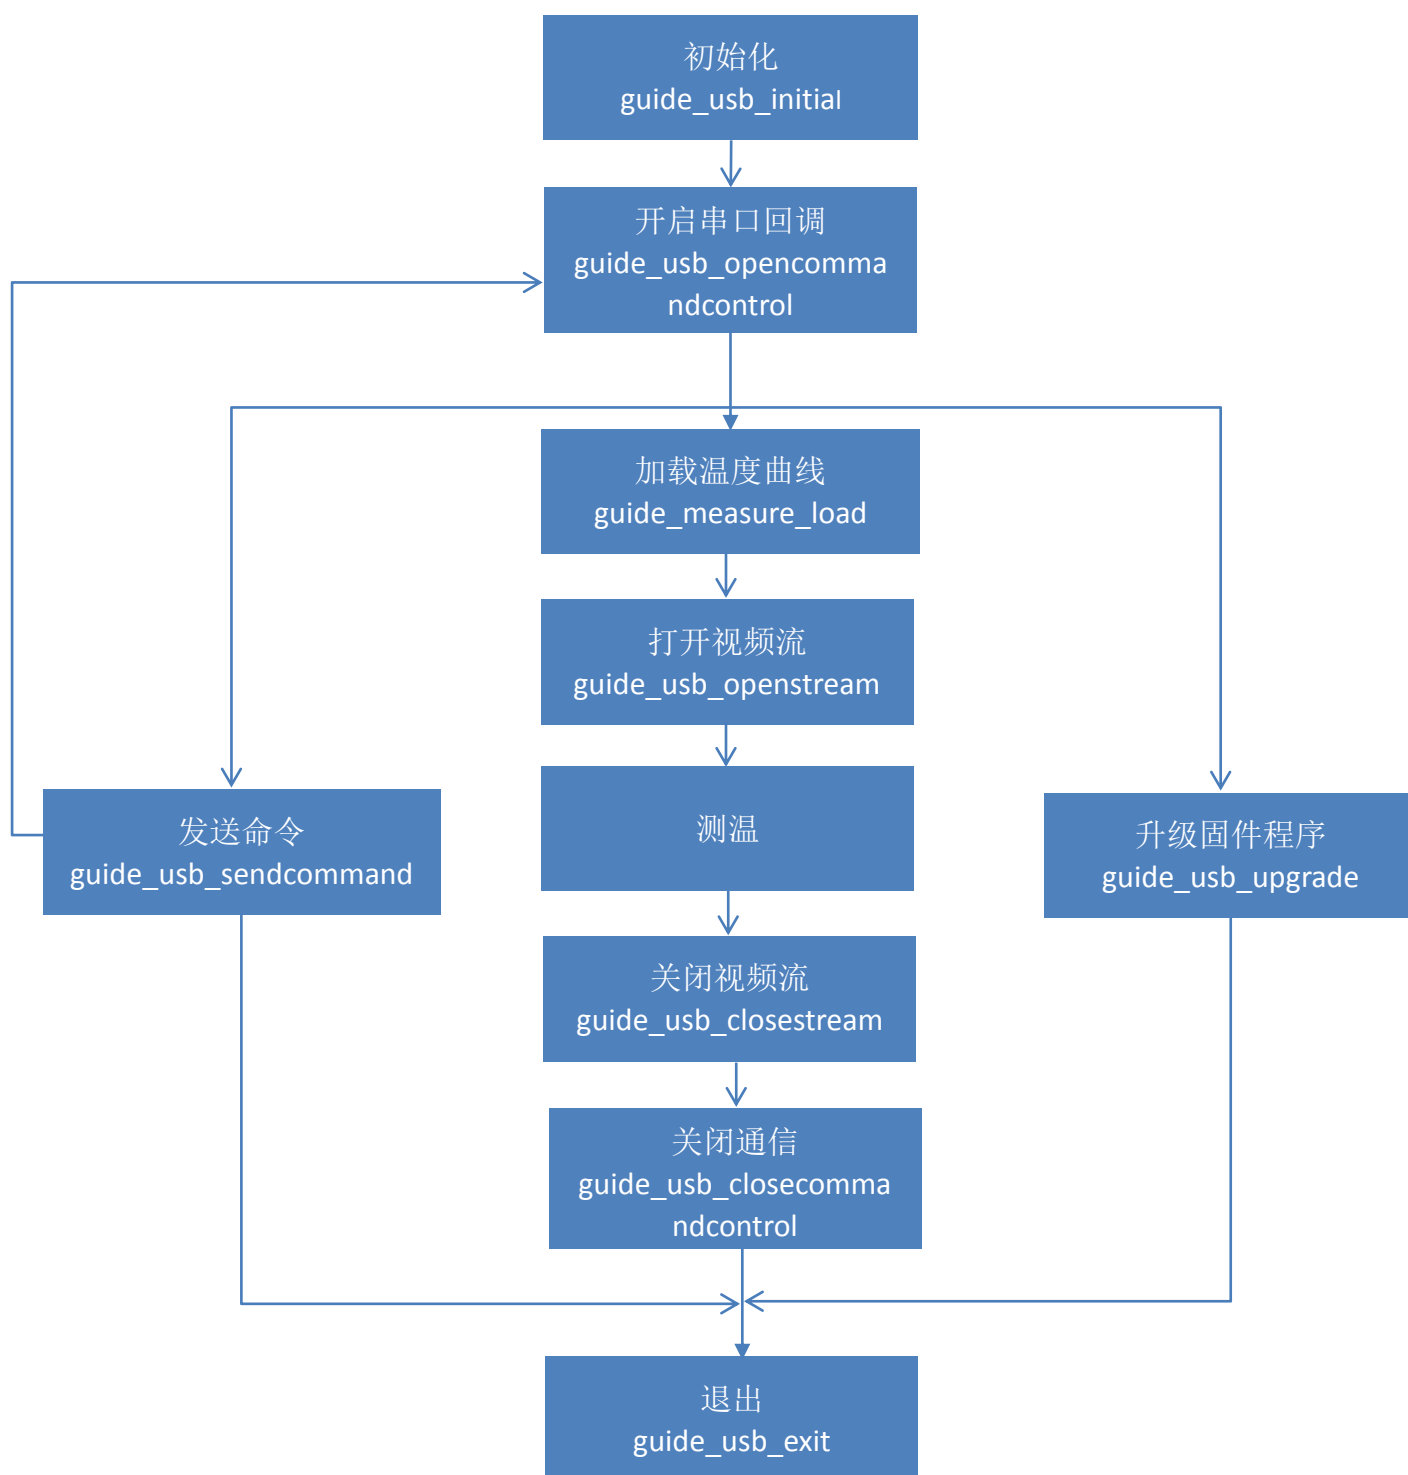 初始化
guide_usb_initial
开启串口回调
guide_usb_opencomma
ndcontrol
加载温度曲线
guide_measure_load
打开视频流
guide_usb_openstream
测温
发送命令
guide_usb_sendcommand
升级固件程序
guide_usb_upgrade
关闭视频流
guide_usb_closestream
关闭通信
guide_usb_closecomma
ndcontrol
退出
guide_usb_exit